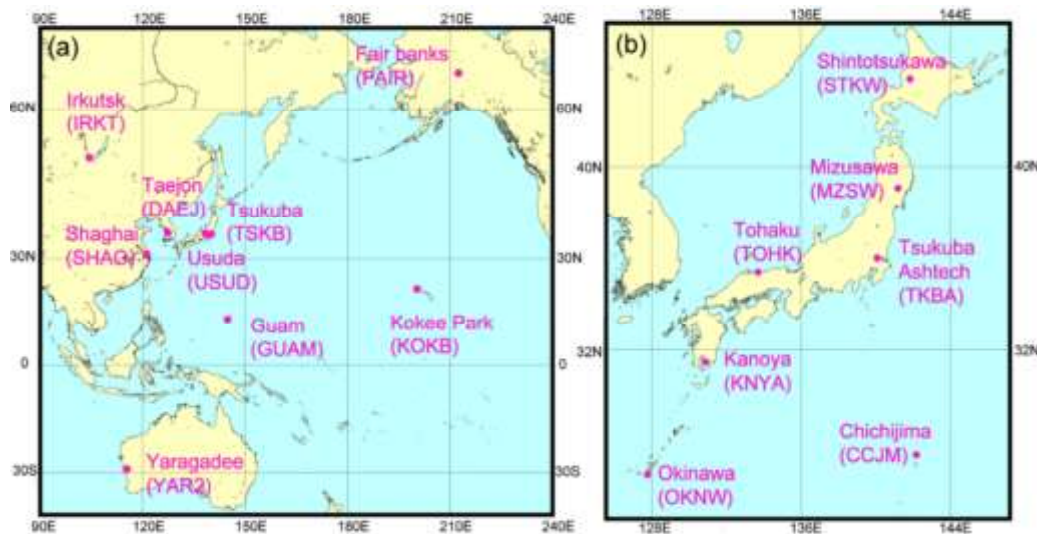 90E 120E 150E 180E 210E 240E
(a)
Fair banks
(FAIR)
60N
Irkutsk
(IRKT)
Taejon
(DAEJ)
Tsukuba
(TSKB)
Shaghai
(SHAO)
30N 30N
Usuda
(USUD)
Guam
(GUAM)
Kokee Park
(KOKB)
0 0
Yaragadee
(YAR2)
30S 30S
90E 120E 150E 180E 210E 240E
128E 136E 144E
(b)
Shintotsukawa
(STKW)
40N 40N
Mizusawa
(MZSW)
Tohaku
(TOHK)
Tsukuba
Ashtech
(TKBA)
32N 32N
Kanoya
(KNYA)
Chichijima
(CCJM)
Okinawa
(OKNW)
128E 136E 144E